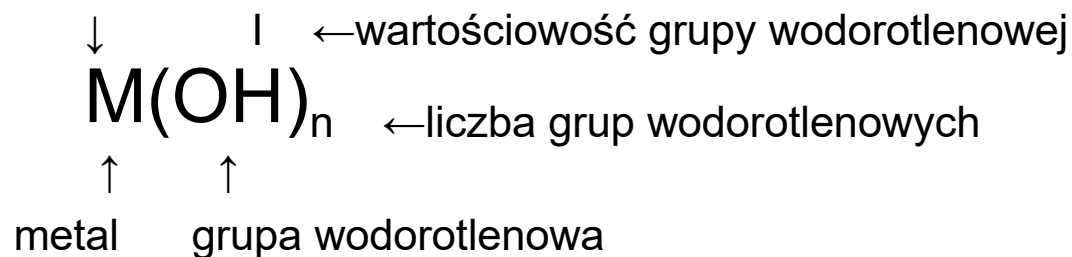 ↓ I ←wartościowość grupy wodorotlenowej
M(OH)n ←liczba grup wodorotlenowych
↑ ↑
metal grupa wodorotlenowa